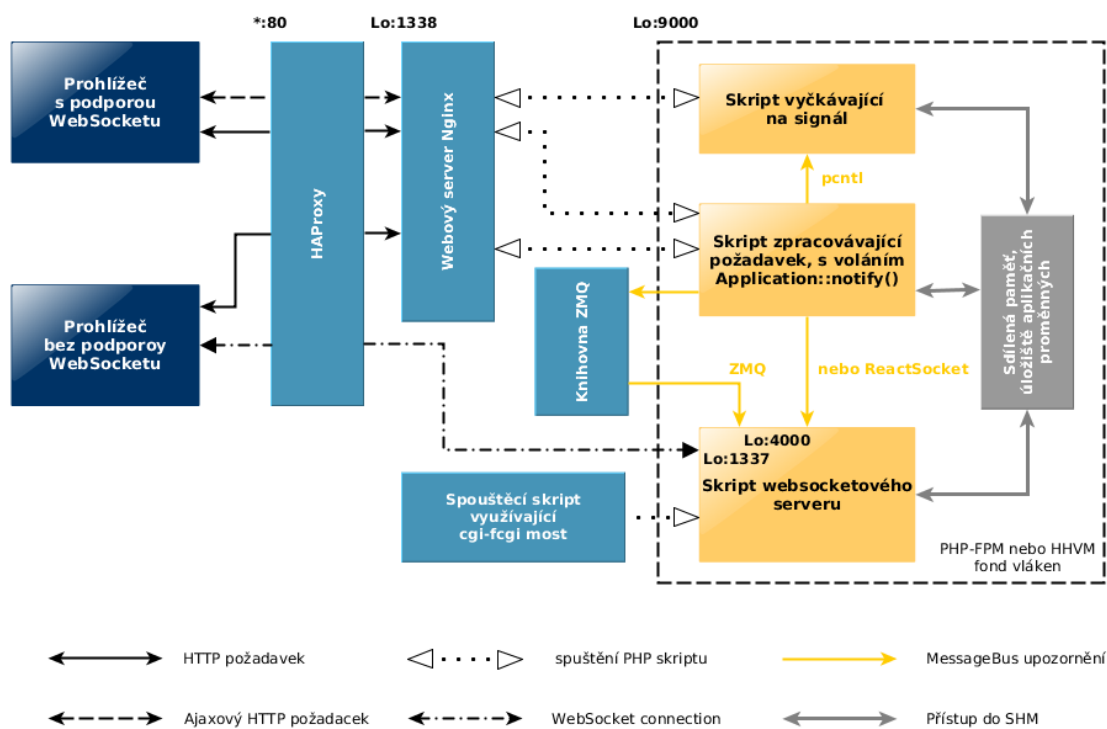 *:80
Lo:1338
Lo:9000
Prohlížeč
s podporou
WebSocketu
HAProxy
Webový server Nginx
Skript vyčkávající
na signál
pcntl
Skript zpracovávající
požadavek, s voláním
Application::notify()
Sdílená paměť,
úložiště aplikačních
proměnných
Prohlížeč
bez podporoy
WebSocketu
Knihovna ZMQ
ZMQ
nebo ReactSocket
Lo:4000
Lo:1337
Skript websocketového
serveru
Spouštěcí skript
využívající
cgi-fcgi most
PHP-FPM nebo HHVM
fond vláken
HTTP požadavek
spuštění PHP skriptu
MessageBus upozornění
Ajaxový HTTP požadacek
WebSocket connection
Přístup do SHM